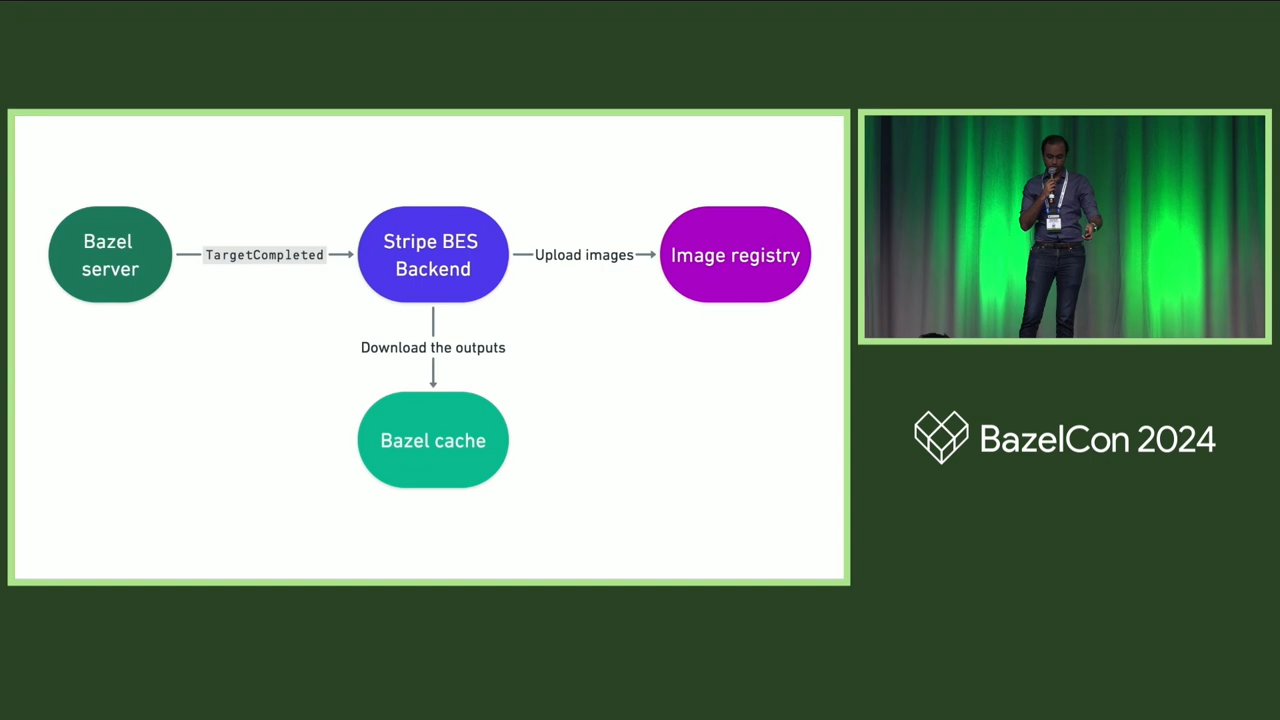 Bazel
server
TargetCompleted
Stripe BES
Backend
Upload images
Image registry
Download the outputs
Bazel cache
BazelCon 2024